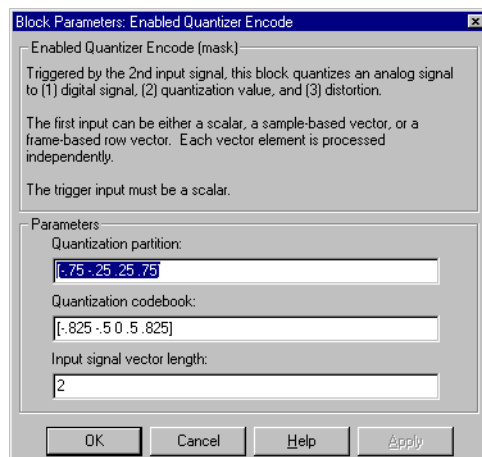 Block Parameters: Enabled Quantizer Encode
Enabled Quantizer Encode (mask)
Triggered by the 2nd input signal, this block quantizes an analog signal
to (1) digital signal, (2) quantization value, and (3) distortion.
The first input can be either a scalar, a sample-based vector, or a
frame-based row vector. Each vector element is processed
independently.
The trigger input must be a scalar.
Parameters
Quantization partition:
[-.75 -.25 .25 .75]
Quantization codebook:
[-.825 -.5 0 .5 .825]
Input signal vector length:
2
OK Cancel Help Apply